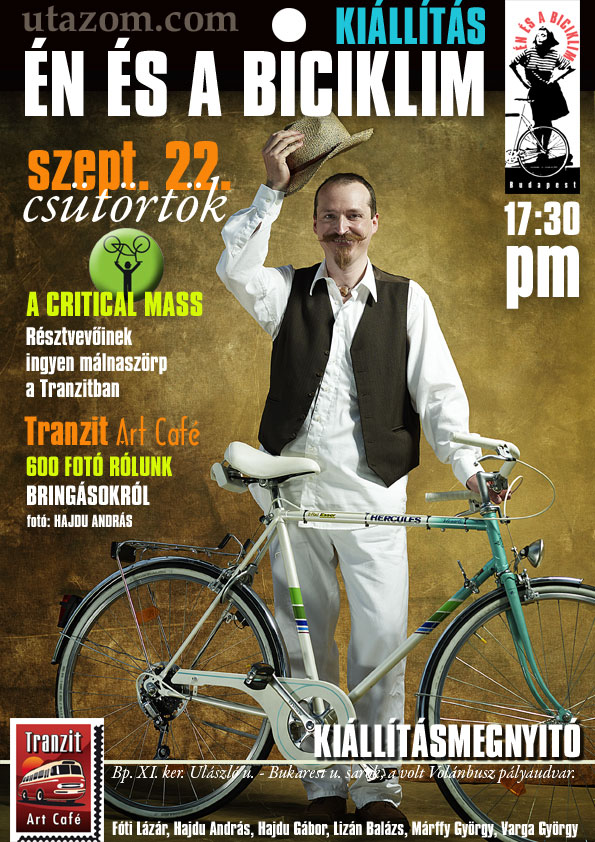 utazom.com
KIÁLLÍTÁS
ÉN ÉS A BICIKLIM
ÉN ÉS A BICIKLIM
Budapest
szept. 22.
csütörtök
17:30
pm
A CRITICAL MASS
Résztvevőinek
ingyen málnaszörp
a Tranzitban
Tranzit Art Café
600 FOTÓ RÓLUNK
BRINGÁSOKRÓL
fotó: HAJDU ANDRÁS
HERCULES
KIÁLLÍTÁSMEGNYITÓ
Bp. XI. ker. Ulászló u. - Bukarest u. sarok, a volt Volánbusz pályaudvar.
Tranzit
Art Café
Fóti Lázár, Hajdu András, Hajdu Gábor, Lizán Balázs, Márffy György, Varga György